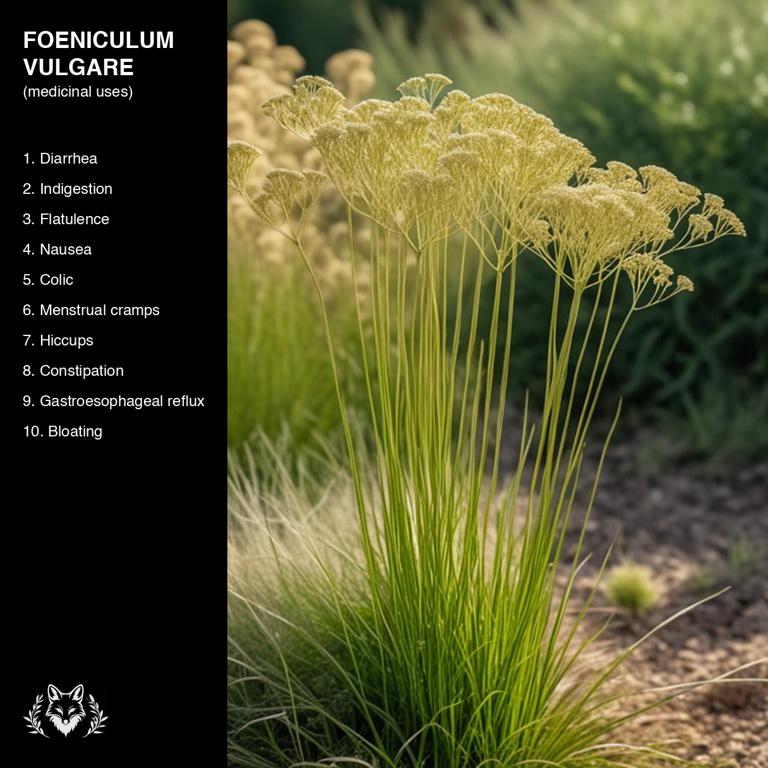 FOENICULUM
VULGARE
(medicinal uses)
1. Diarrhea
2. Indigestion
3. Flatulence
4. Nausea
5. Colic
6. Menstrual cramps
7. Hiccups
8. Constipation
9. Gastroesophageal reflux
10. Bloating